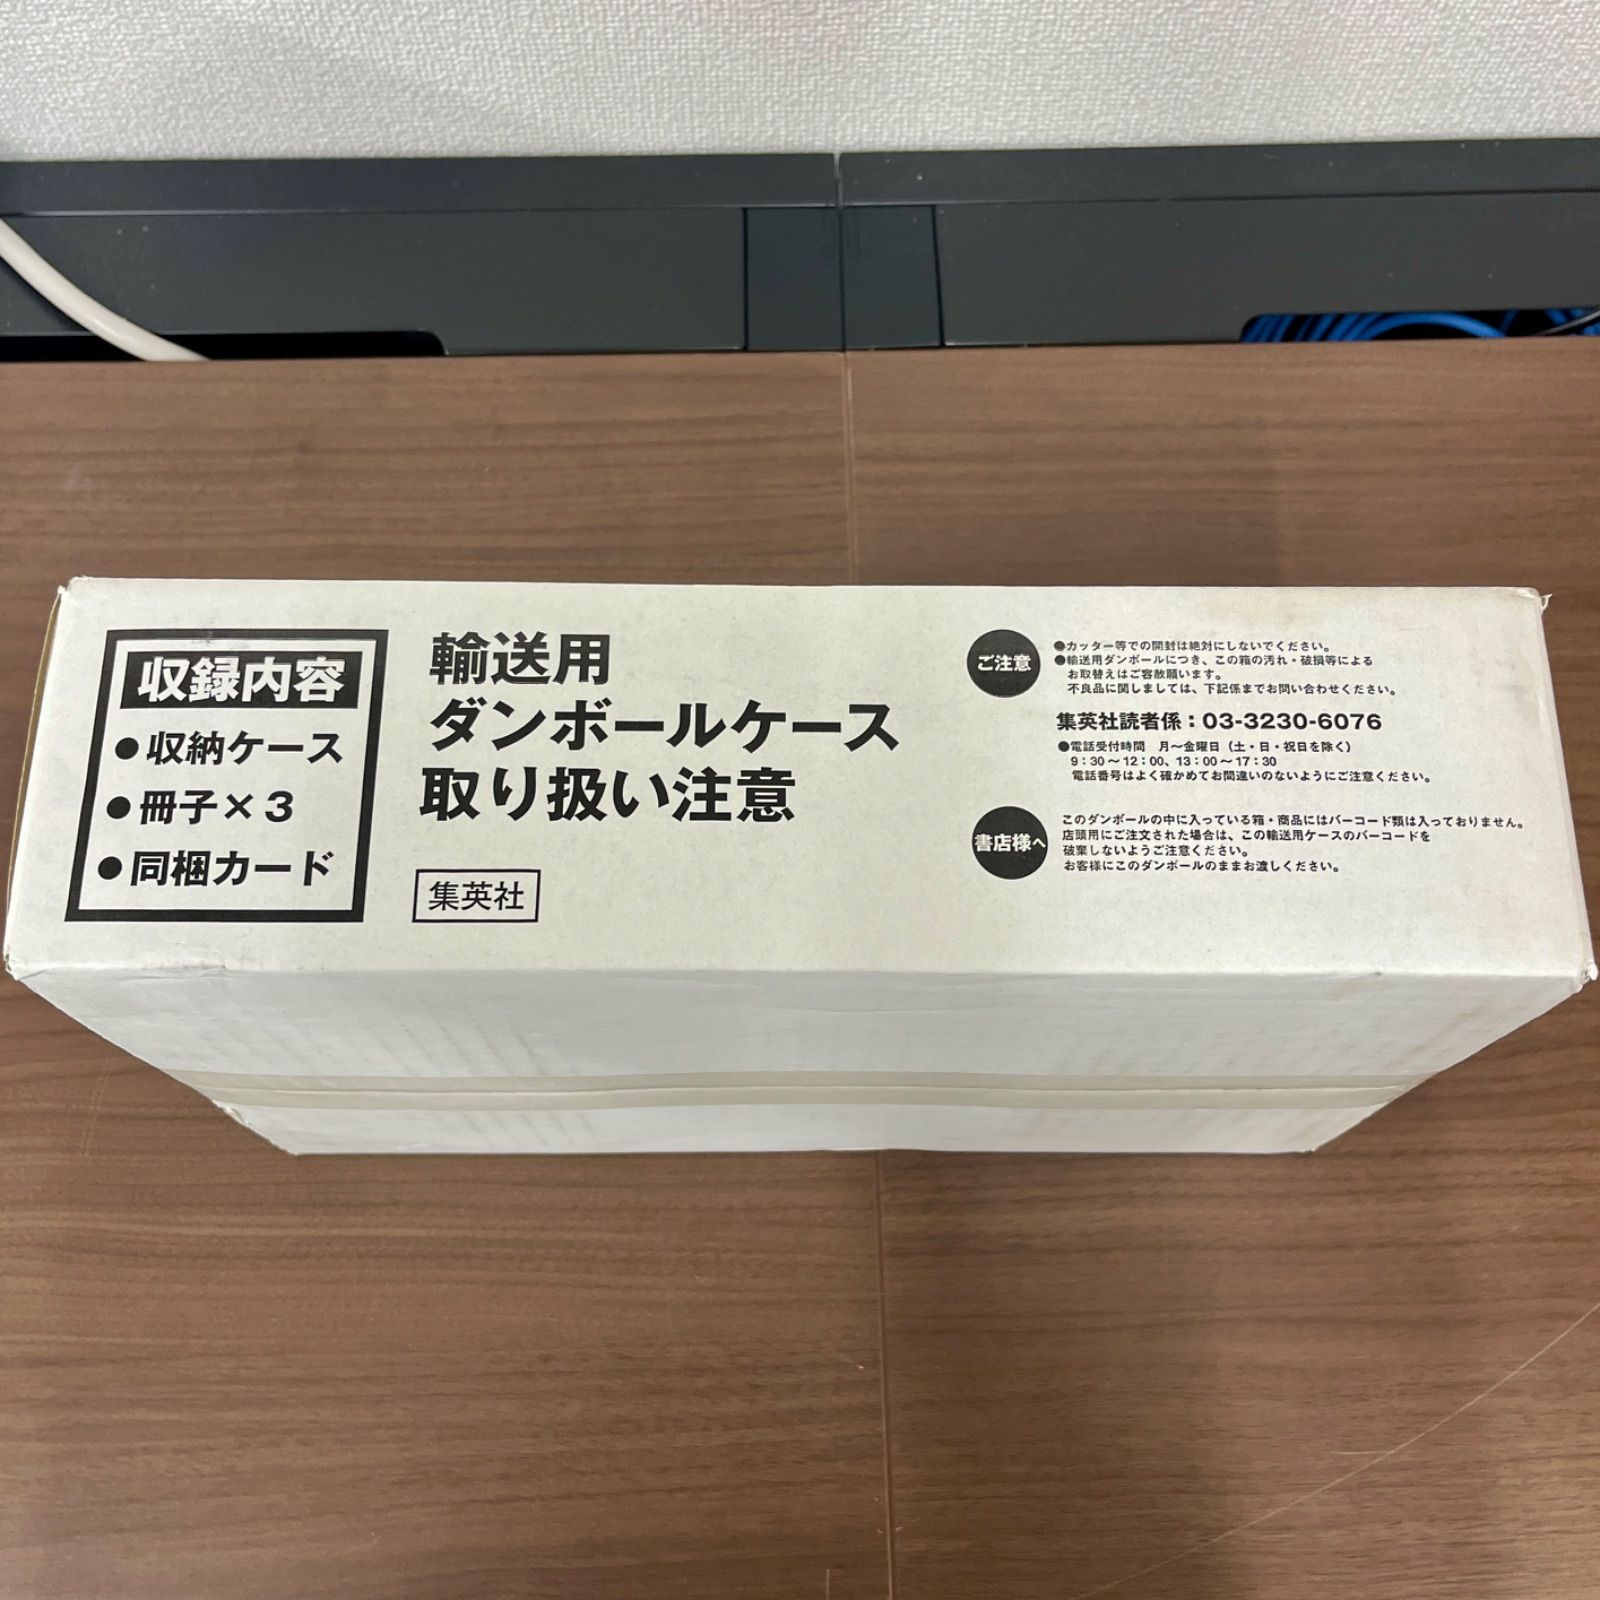 収録内容
●収納ケース
●冊子×3
●同梱カード
輸送用
ダンボールケース
取り扱い注意
集英社
ご注意
●カッター等での開封は絶対にしないでください。
●輸送用ダンボールにつき、この箱の汚れ・破損等による
お取替えはご容赦願います。
不良品に関しましては、下記係までお問い合わせください。
集英社読者係：03-3230-6076
●電話受付時間　月～金曜日（土・日・祝日を除く）
9：30～12：00、13：00～17：30
電話番号はよく確かめてお間違いのないようにご注意ください。
書店様へ
このダンボールの中に入っている箱・商品にはバーコード類は入っておりません。
店頭用にご注文された場合は、この輸送用ケースのバーコードを
破棄しないようご注意ください。
お客様にこのダンボールのままお渡しください。